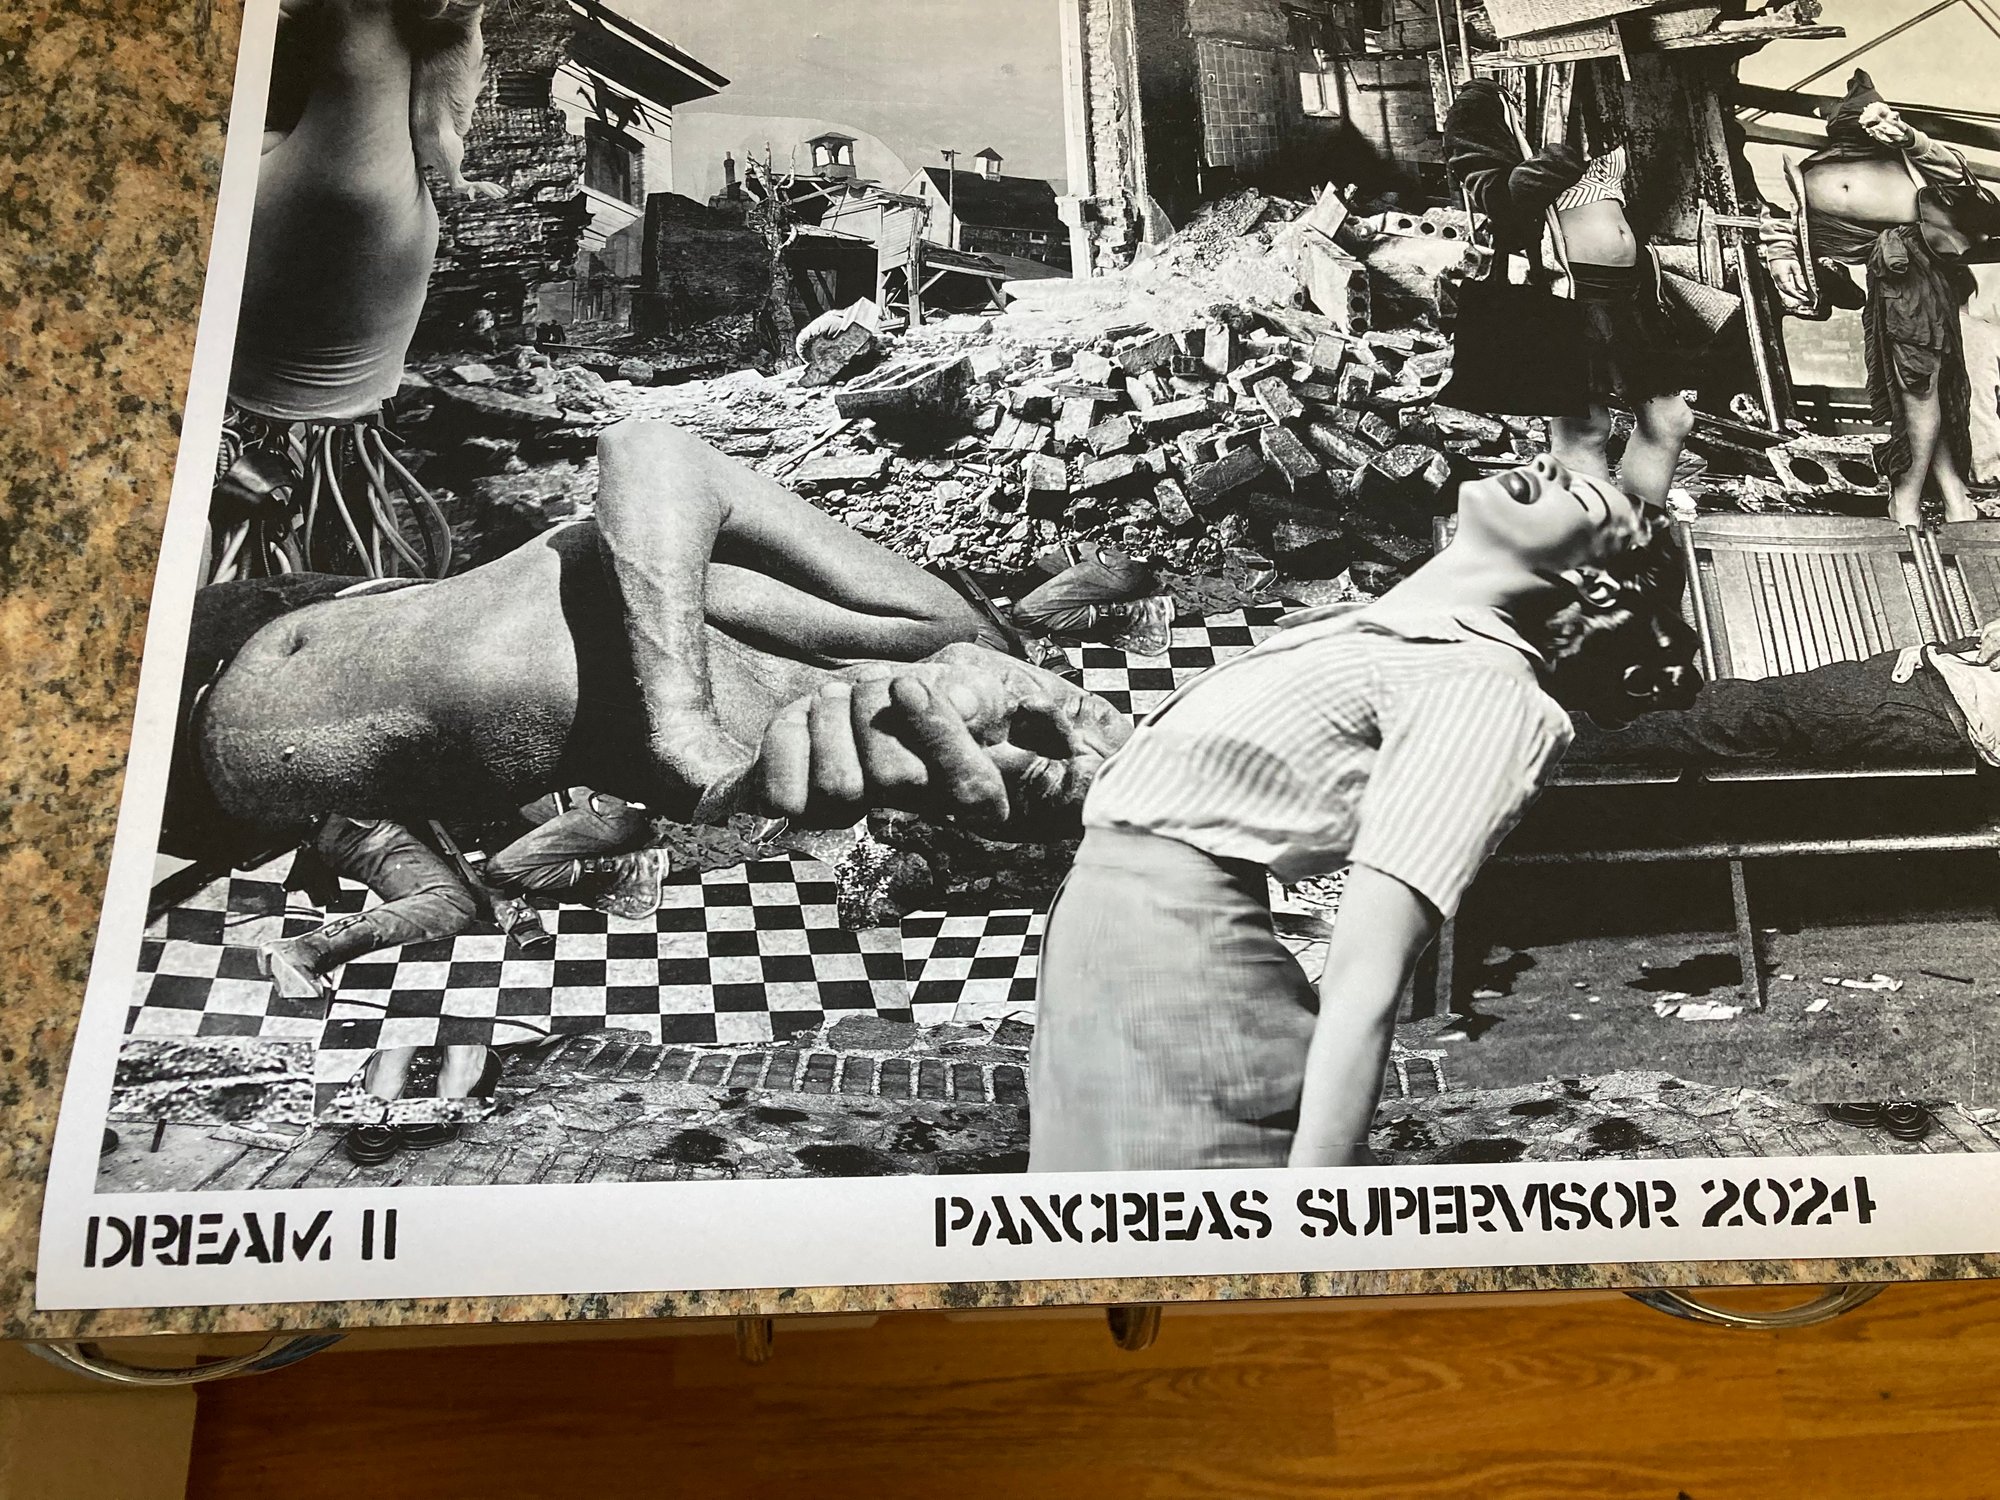 DREAM II
PANCREAS SUPERVISOR 2024